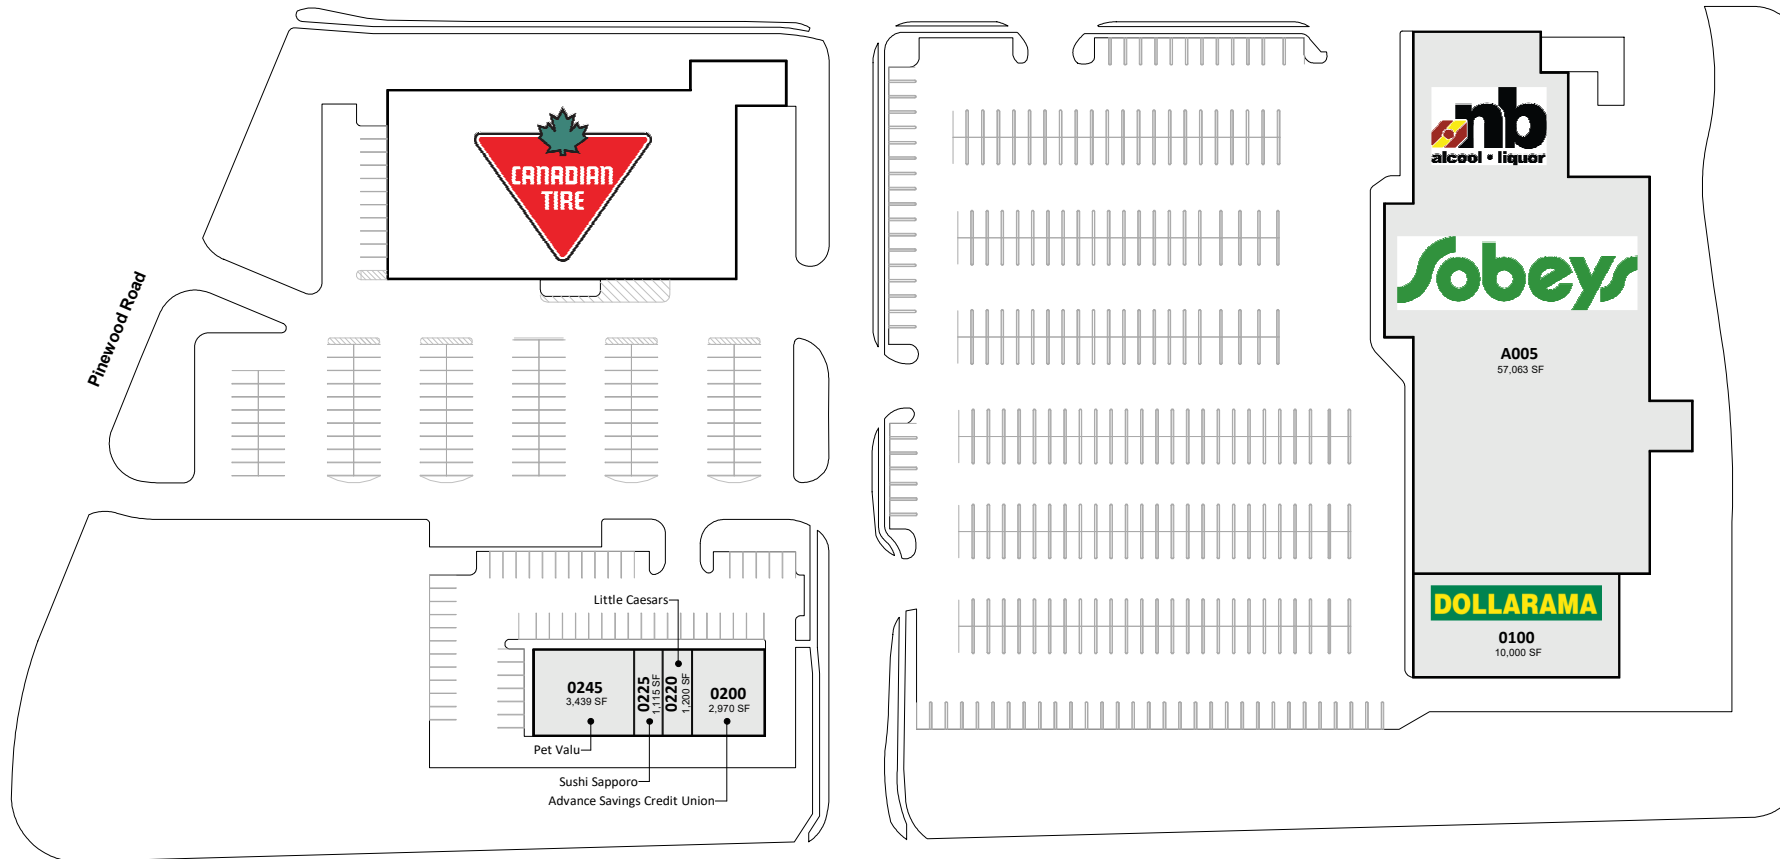 nb
alcool • liquor
CANADIAN
TIRE
Sobeys
Pinewood Road
A005
57,063 SF
DOLLARAMA
0100
10,000 SF
Little Caesars
0245
3,439 SF
0225
1,115 SF
0220
1,200 SF
0200
2,970 SF
Pet Valu
Sushi Sapporo
Advance Savings Credit Union